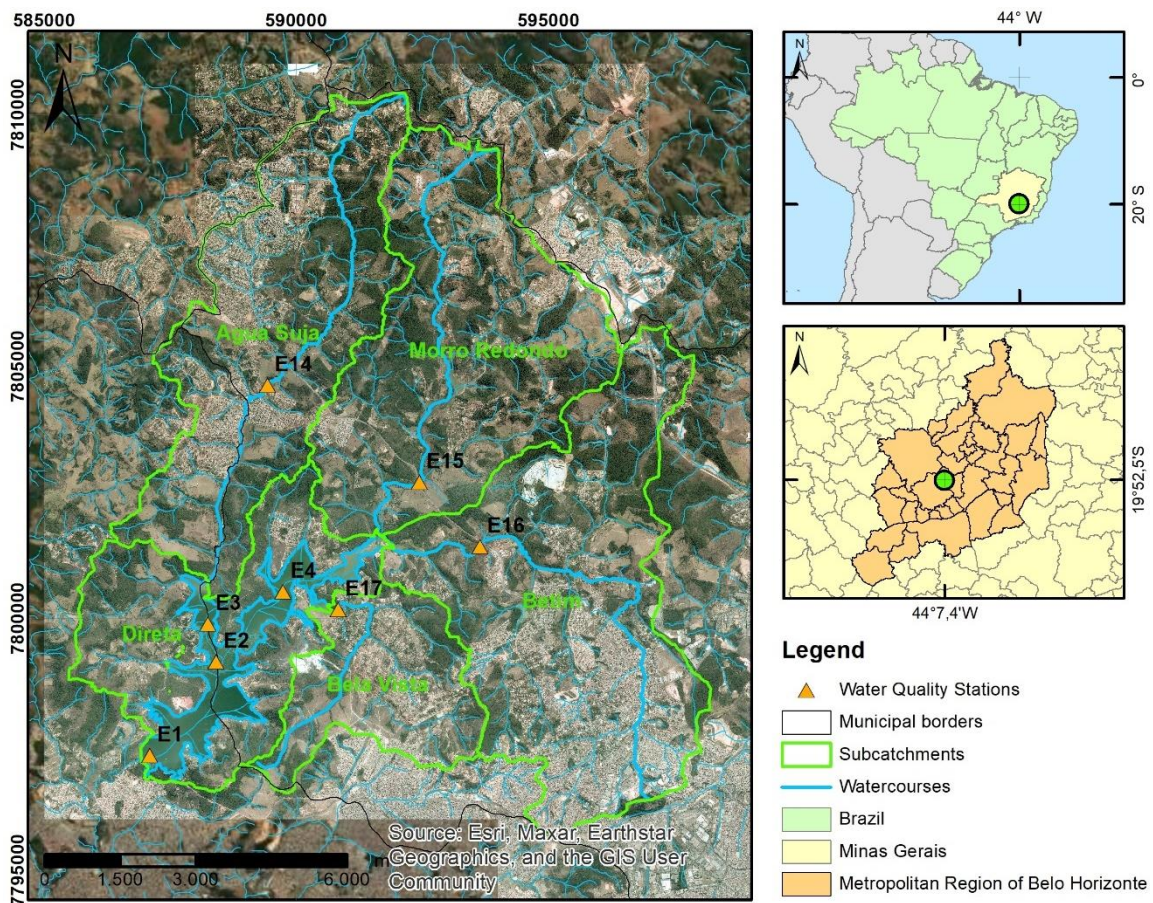 585000
590000
595000
N
7810000
7805000
7800000
7795000
Água Suja
E14
Morro Redondo
E15
E16
E4
E17
E3
Direta
E2
Betim
Bela Vista
E1
Source: Esri, Maxar, Earthstar
Geographics, and the GIS User
Community
0 1.500 3.000 6.000
m
44° W
N
0°
20° S
N
19°52,5'S
44°7,4'W
Legend
Water Quality Stations
Municipal borders
Subcatchments
Watercourses
Brazil
Minas Gerais
Metropolitan Region of Belo Horizonte